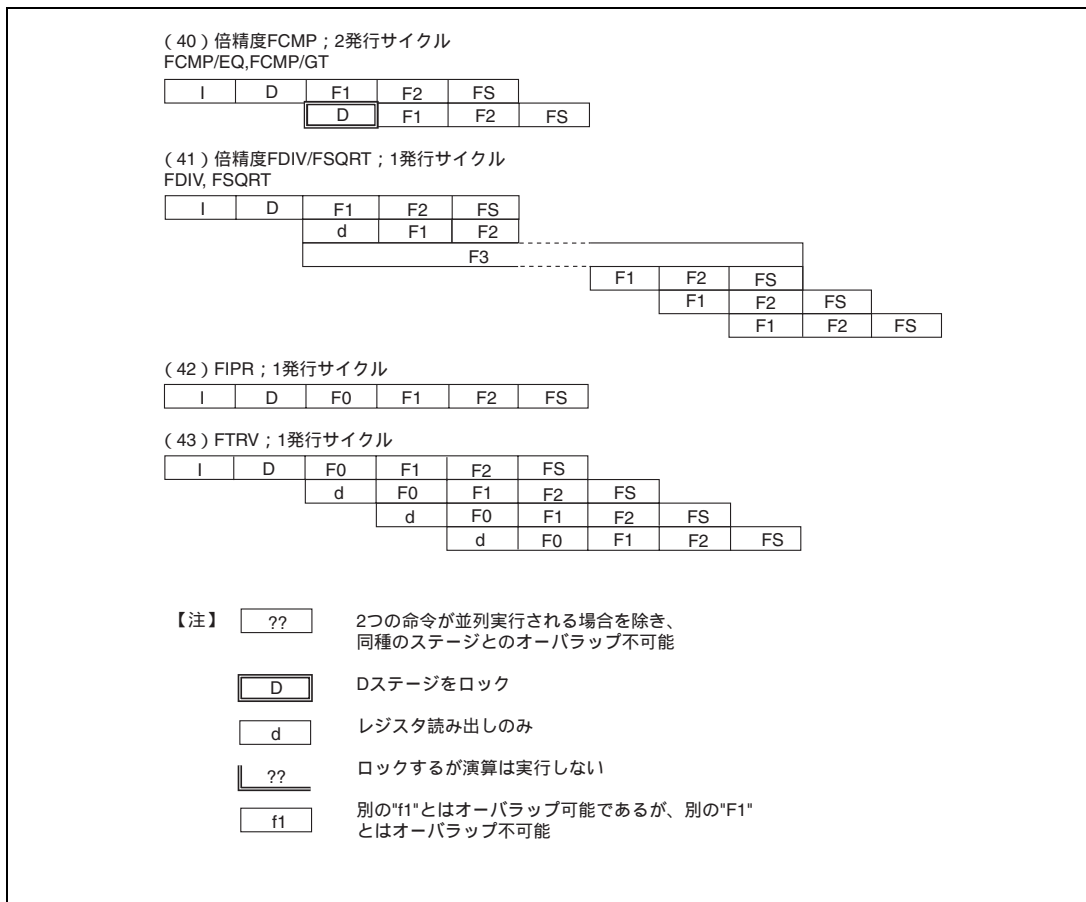 (40)倍精度FCMP;2発行サイクル
FCMP/EQ,FCMP/GT
I D F1 F2 FS
D F1 F2 FS
(41)倍精度FDIV/FSQRT;1発行サイクル
FDIV, FSQRT
I D F1 F2 FS
d F1 F2
F3
F1 F2 FS
F1 F2 FS
F1 F2 FS
(42)FIPR;1発行サイクル
I D F0 F1 F2 FS
(43)FTRV;1発行サイクル
I D F0 F1 F2 FS
d F0 F1 F2 FS
d F0 F1 F2 FS
d F0 F1 F2 FS
【注】 ?? 2つの命令が並列実行される場合を除き、
同種のステージとのオーバラップ不可能
D Dステージをロック
d レジスタ読み出しのみ
?? ロックするが演算は実行しない
f1 別の"f1"とはオーバラップ可能であるが、別の"F1"
とはオーバラップ不可能